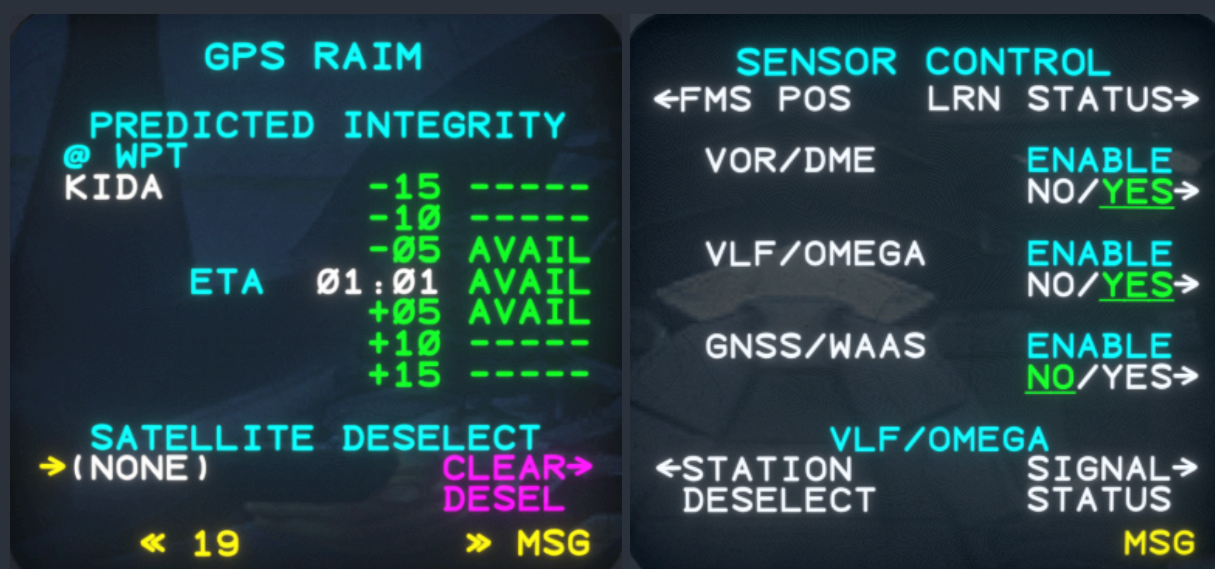 GPS RAIM
PREDICTED INTEGRITY
@ WPT
KIDA
-15 -----
-10 -----
-05 AVAIL
ETA 01:01 AVAIL
+05 AVAIL
+10 -----
+15 -----
SATELLITE DESELECT
→(NONE) CLEAR→
DESEL
« 19 » MSG
SENSOR CONTROL
←FMS POS LRN STATUS→
VOR/DME ENABLE
NO/YES→
VLF/OMEGA ENABLE
NO/YES→
GNSS/WAAS ENABLE
NO/YES→
VLF/OMEGA
←STATION SIGNAL→
DESELECT STATUS
MSG